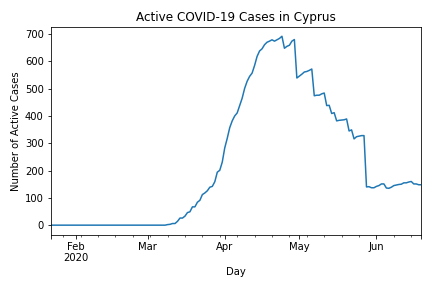 Active COVID-19 Cases in Cyprus
700
600
500
400
300
200
100
0
Number of Active Cases
Feb
2020
Mar
Apr
May
Jun
Day